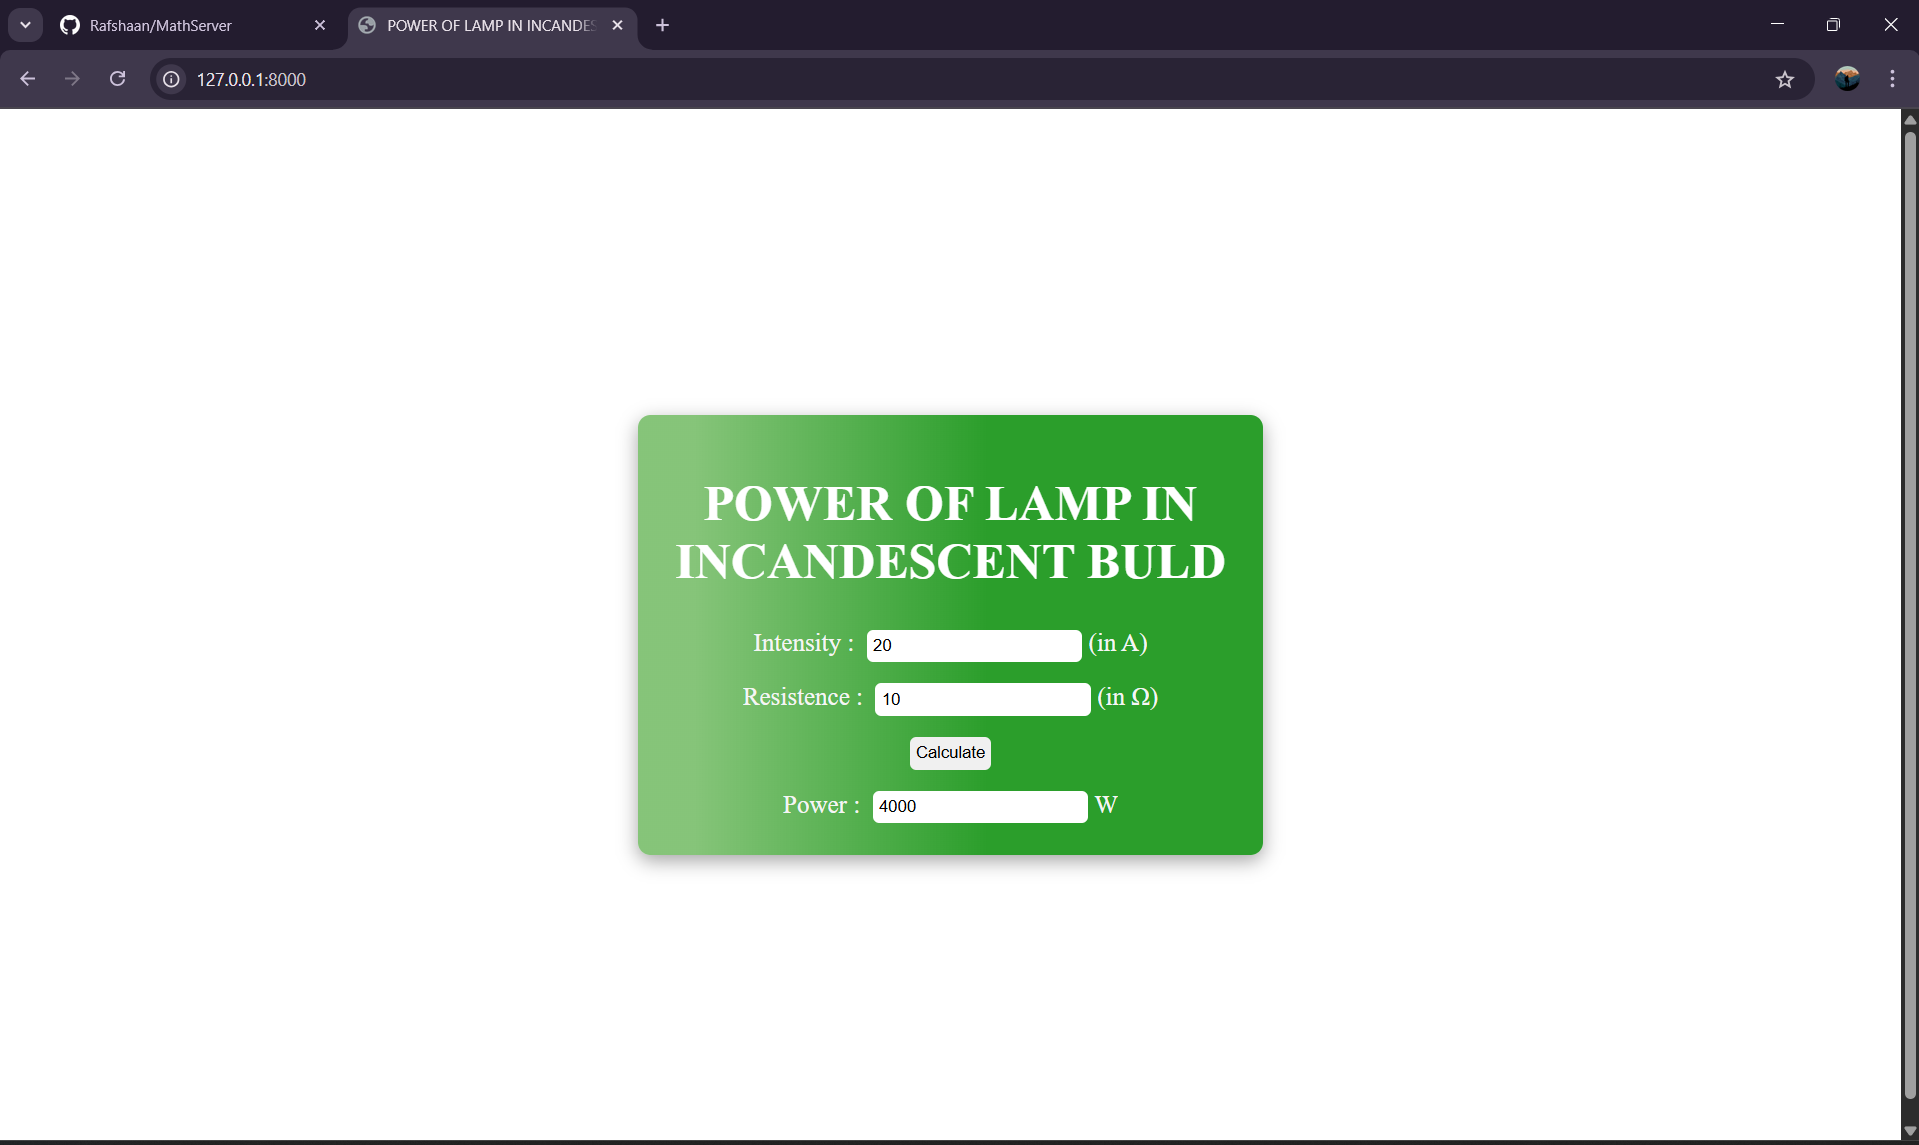 Rafshaan/MathServer
POWER OF LAMP IN INCANDES
127.0.0.1:8000
POWER OF LAMP IN
INCANDESCENT BULD
Intensity : 20 (in A)
Resistence : 10 (in Ω)
Calculate
Power : 4000 W